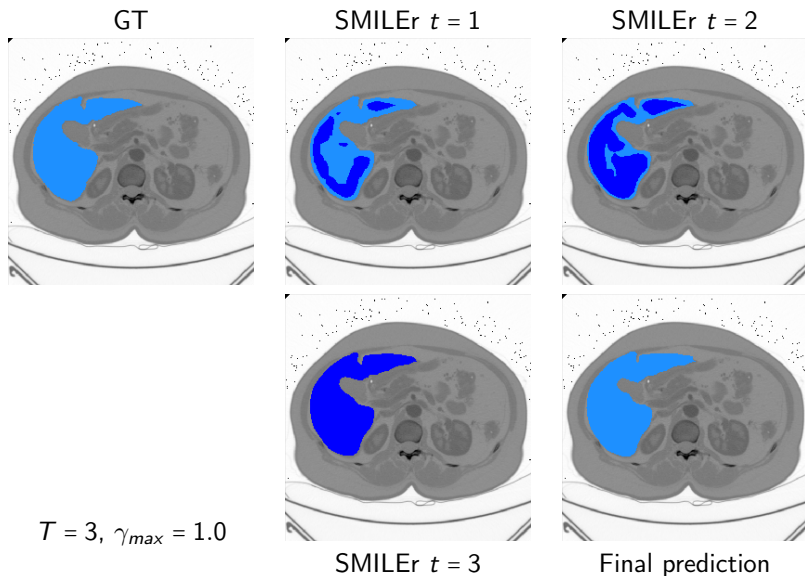 GT
SMILEr t = 1
SMILEr t = 2
T = 3, γmax = 1.0
SMILEr t = 3
Final prediction